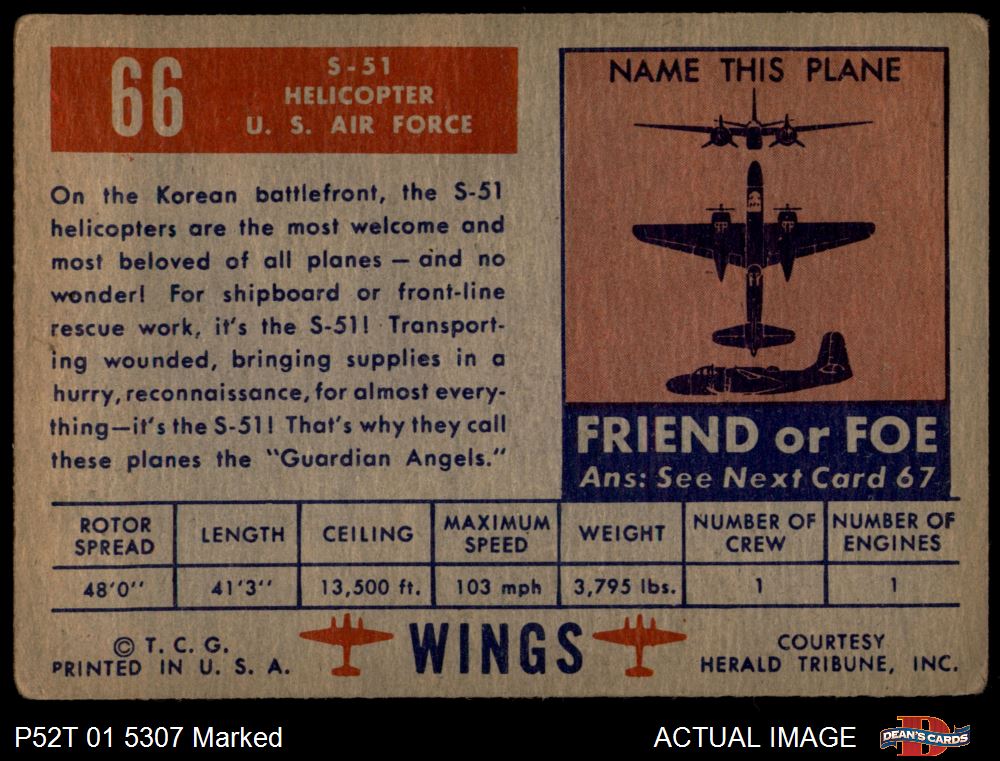 66
S-51
HELICOPTER
U. S. AIR FORCE
On the Korean battlefront, the S-51
helicopters are the most welcome and
most beloved of all planes — and no
wonder! For shipboard or front-line
rescue work, it's the S-51! Transport-
ing wounded, bringing supplies in a
hurry, reconnaissance, for almost every-
thing—it's the S-51! That's why they call
these planes the "Guardian Angels."
NAME THIS PLANE
FRIEND or FOE
Ans: See Next Card 67
ROTOR SPREAD LENGTH CEILING MAXIMUM SPEED WEIGHT NUMBER OF CREW NUMBER OF ENGINES
48'0'' 41'3'' 13,500 ft. 103 mph 3,795 lbs. 1 1
© T. C. G.
PRINTED IN U. S. A.
WINGS
COURTESY
HERALD TRIBUNE, INC.
P52T 01 5307 Marked
ACTUAL IMAGE
D
DEAN'S CARDS